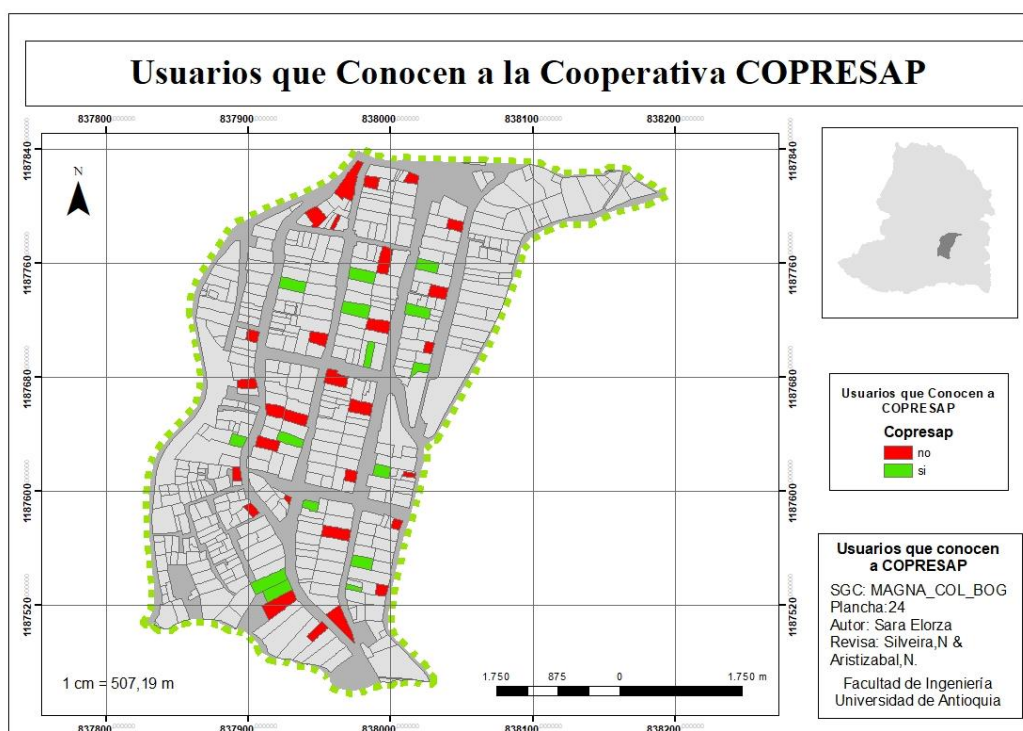 Usuarios que Conocen a la Cooperativa COPRESAP
837800 837900 838000 838100 838200
1187840 1187840
N
1187760 1187760
1187680 1187680
1187600 1187600
1187520 1187520
1 cm = 507,19 m
1.750 875 0 1.750 m
837800 837900 838000 838100 838200
Usuarios que Conocen a
COPRESAP
Copresap
no
si
Usuarios que conocen
a COPRESAP
SGC: MAGNA_COL_BOG
Plancha:24
Autor: Sara Elorza
Revisa: Silveira,N &
Aristizabal,N.
Facultad de Ingeniería
Universidad de Antioquia